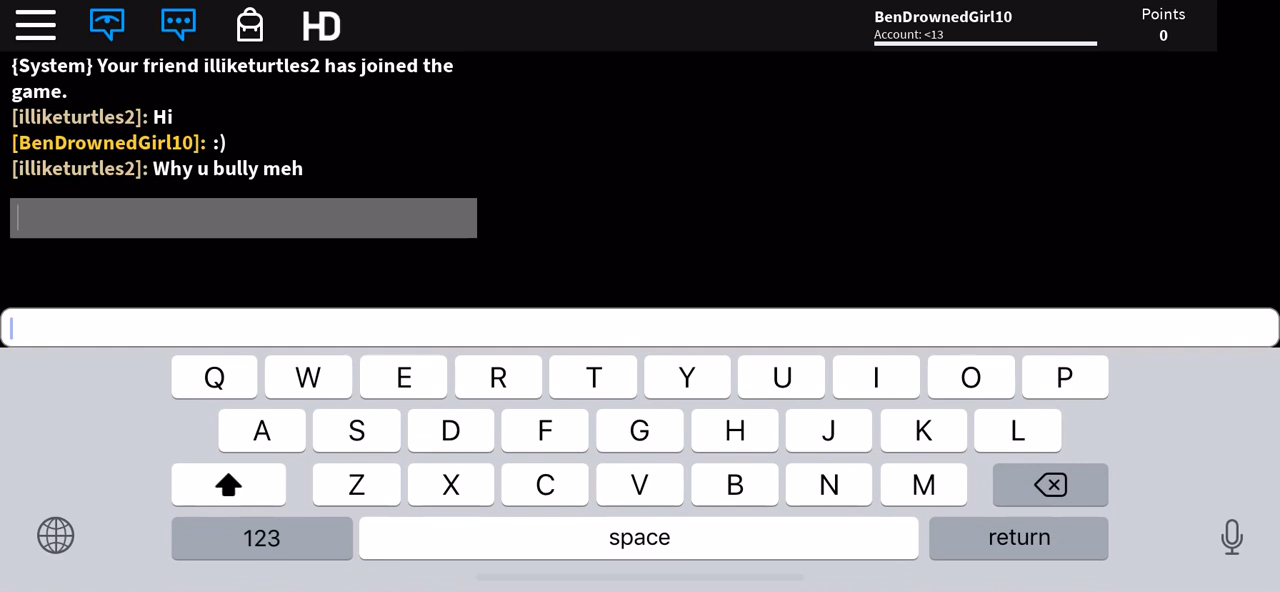 HD
BenDrownedGirl10
Account: <13
Points
0
{System} Your friend illiketurtles2 has joined the
game.
[illiketurtles2]: Hi
[BenDrownedGirl10]: :)
[illiketurtles2]: Why u bully meh
Q W E R T Y U I O P
A S D F G H J K L
Z X C V B N M
123 space return